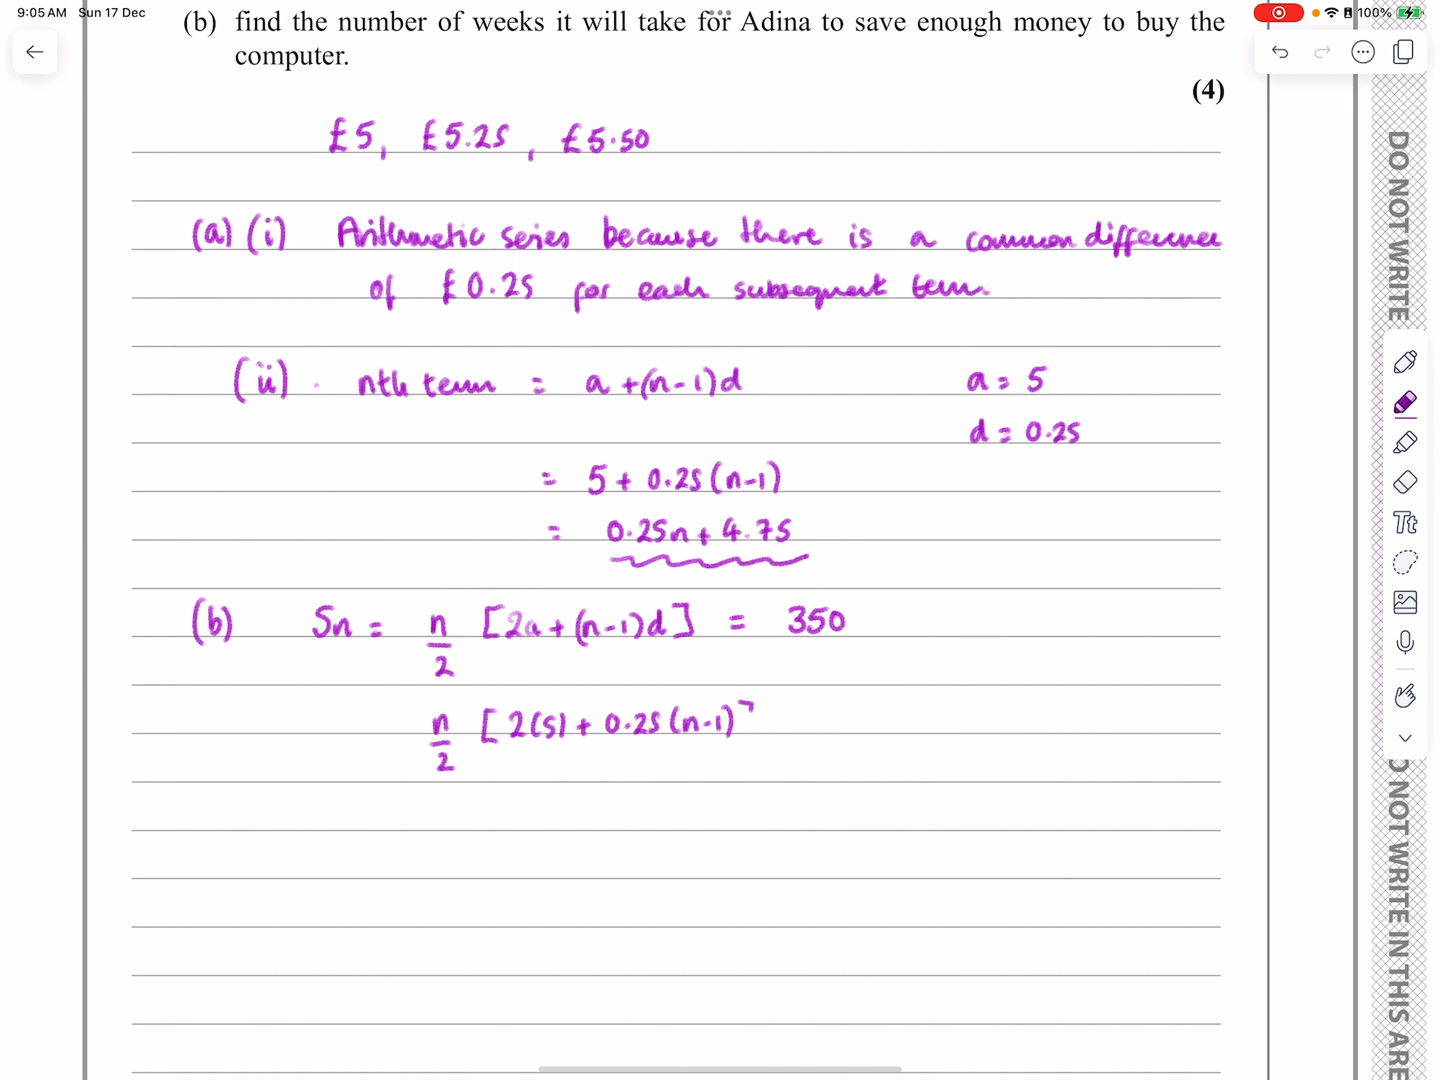 9:05 AM Sun 17 Dec
100%
(b) find the number of weeks it will take for Adina to save enough money to buy the
computer.
(4)
£5, £5.25, £5.50
(a) (i) Arithmetic series because there is a common difference
of £0.25 for each subsequent term.
(ii) nth term = a + (n-1)d a = 5
d = 0.25
= 5 + 0.25(n-1)
= 0.25n + 4.75
(b) Sn = n/2 [2a + (n-1)d] = 350
n/2 [2(5) + 0.25(n-1)
Tt
DO NOT WRITE
O NOT WRITE IN THIS ARE